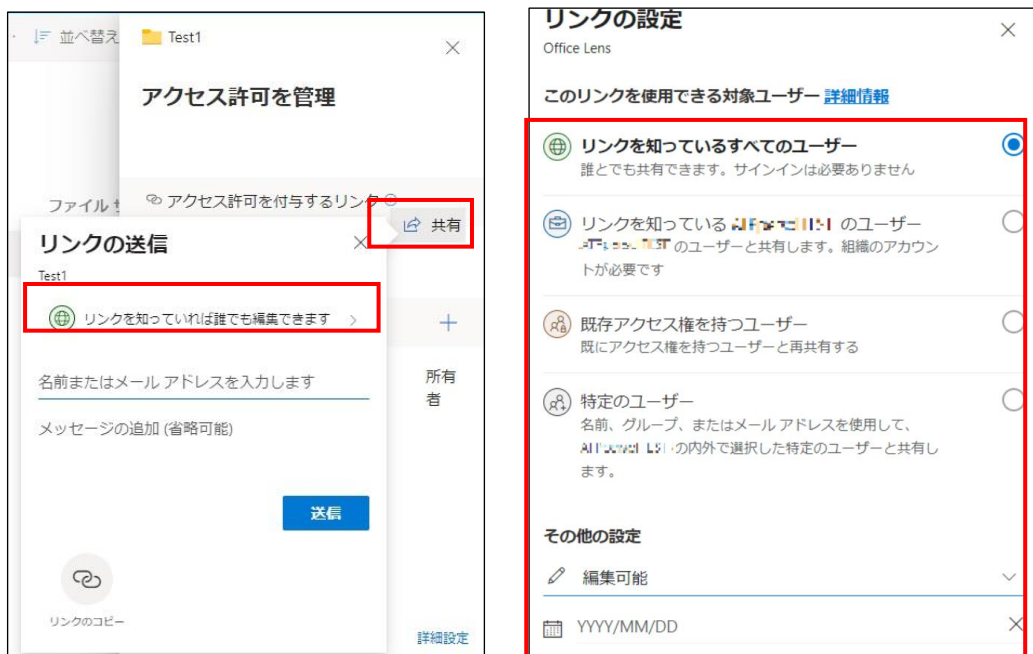 並べ替え
Test1
アクセス許可を管理
ファイル
アクセス許可を付与するリンク
共有
リンクの送信
Test1
リンクを知っていれば誰でも編集できます
名前またはメール アドレスを入力します
所有
者
メッセージの追加 (省略可能)
送信
リンクのコピー
詳細設定
リンクの設定
Office Lens
このリンクを使用できる対象ユーザー 詳細情報
リンクを知っているすべてのユーザー
誰とでも共有できます。サインインは必要ありません
リンクを知っている のユーザー
のユーザーと共有します。組織のアカウン
トが必要です
既存アクセス権を持つユーザー
既にアクセス権を持つユーザーと再共有する
特定のユーザー
名前、グループ、またはメール アドレスを使用して、
の内外で選択した特定のユーザーと共有し
ます。
その他の設定
編集可能
YYYY/MM/DD